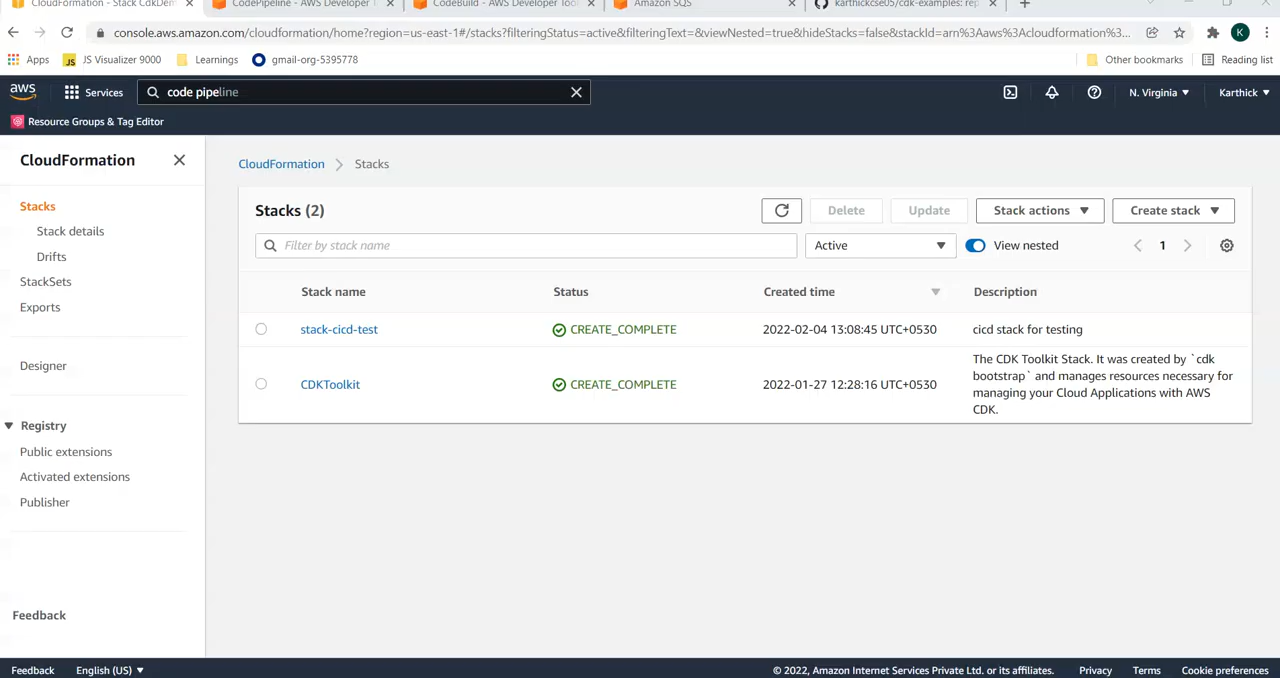 CloudFormation - Stack CdkDem
CodePipeline - AWS Developer T
CodeBuild - AWS Developer Tool
Amazon SQS
karthickcse05/cdk-examples: rep
console.aws.amazon.com/cloudformation/home?region=us-east-1#/stacks?filteringStatus=active&filteringText=&viewNested=true&hideStacks=false&stackId=arn%3Aaws%3Acloudformation%3...
K
Apps
JS Visualizer 9000
Learnings
gmail-org-5395778
Other bookmarks
Reading list
aws
Services
code pipeline
N. Virginia
Karthick
Resource Groups & Tag Editor
CloudFormation
Stacks
Stack details
Drifts
StackSets
Exports
Designer
Registry
Public extensions
Activated extensions
Publisher
Feedback
CloudFormation
Stacks
Stacks (2)
Delete
Update
Stack actions
Create stack
Filter by stack name
Active
View nested
1
Stack name
Status
Created time
Description
stack-cicd-test
CREATE_COMPLETE
2022-02-04 13:08:45 UTC+0530
cicd stack for testing
CDKToolkit
CREATE_COMPLETE
2022-01-27 12:28:16 UTC+0530
The CDK Toolkit Stack. It was created by `cdk
bootstrap` and manages resources necessary for
managing your Cloud Applications with AWS
CDK.
Feedback
English (US)
© 2022, Amazon Internet Services Private Ltd. or its affiliates.
Privacy
Terms
Cookie preferences